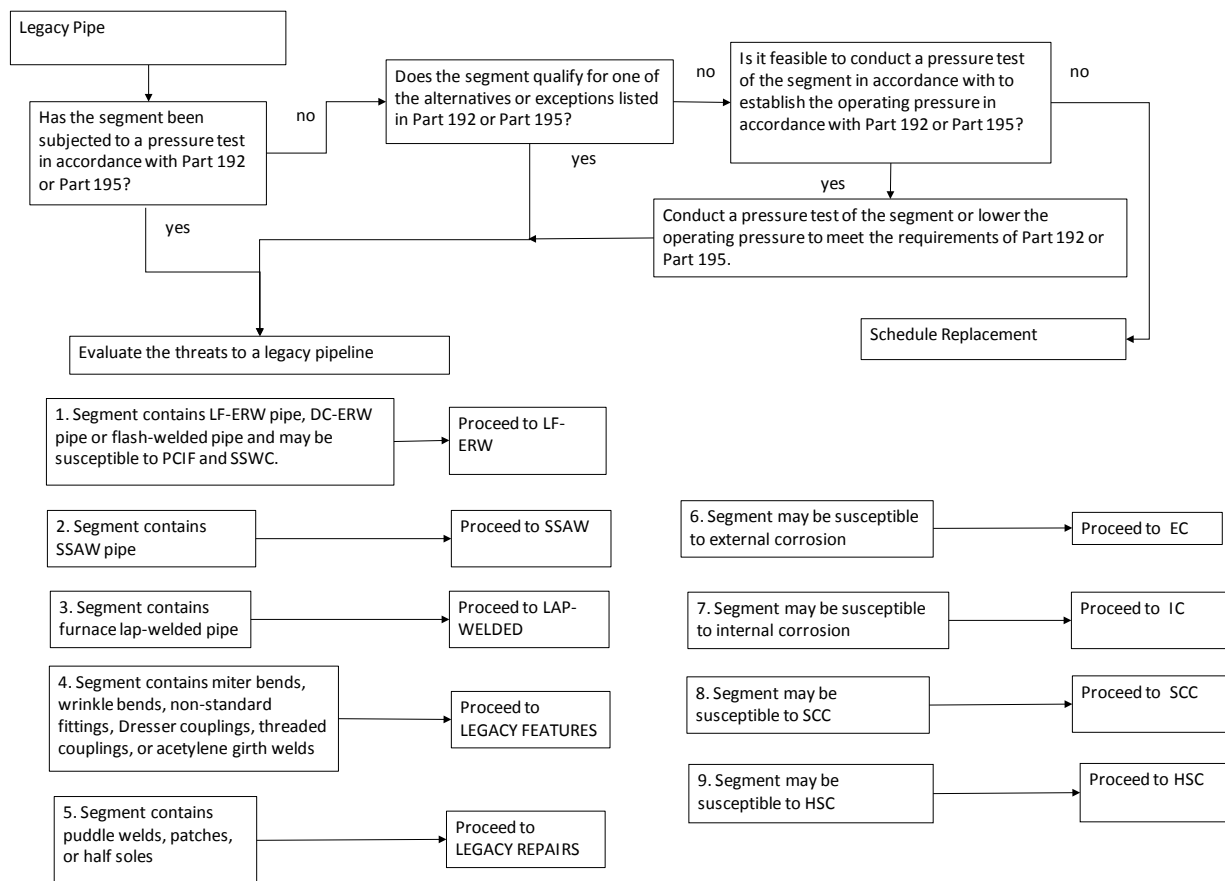 Legacy Pipe
Has the segment been
subjected to a pressure test
in accordance with Part 192
or Part 195?
no
yes
Does the segment qualify for one of
the alternatives or exceptions listed
in Part 192 or Part 195?
no
yes
Is it feasible to conduct a pressure test
of the segment in accordance with to
establish the operating pressure in
accordance with Part 192 or Part 195?
no
yes
Conduct a pressure test of the segment or lower the
operating pressure to meet the requirements of Part 192 or
Part 195.
Schedule Replacement
Evaluate the threats to a legacy pipeline
1. Segment contains LF-ERW pipe, DC-ERW
pipe or flash-welded pipe and may be
susceptible to PCIF and SSWC.
Proceed to LF-
ERW
2. Segment contains
SSAW pipe
Proceed to SSAW
3. Segment contains
furnace lap-welded pipe
Proceed to LAP-
WELDED
4. Segment contains miter bends,
wrinkle bends, non-standard
fittings, Dresser couplings, threaded
couplings, or acetylene girth welds
Proceed to
LEGACY FEATURES
5. Segment contains
puddle welds, patches,
or half soles
Proceed to
LEGACY REPAIRS
6. Segment may be susceptible
to external corrosion
Proceed to EC
7. Segment may be susceptible
to internal corrosion
Proceed to IC
8. Segment may be
susceptible to SCC
Proceed to SCC
9. Segment may be
susceptible to HSC
Proceed to HSC